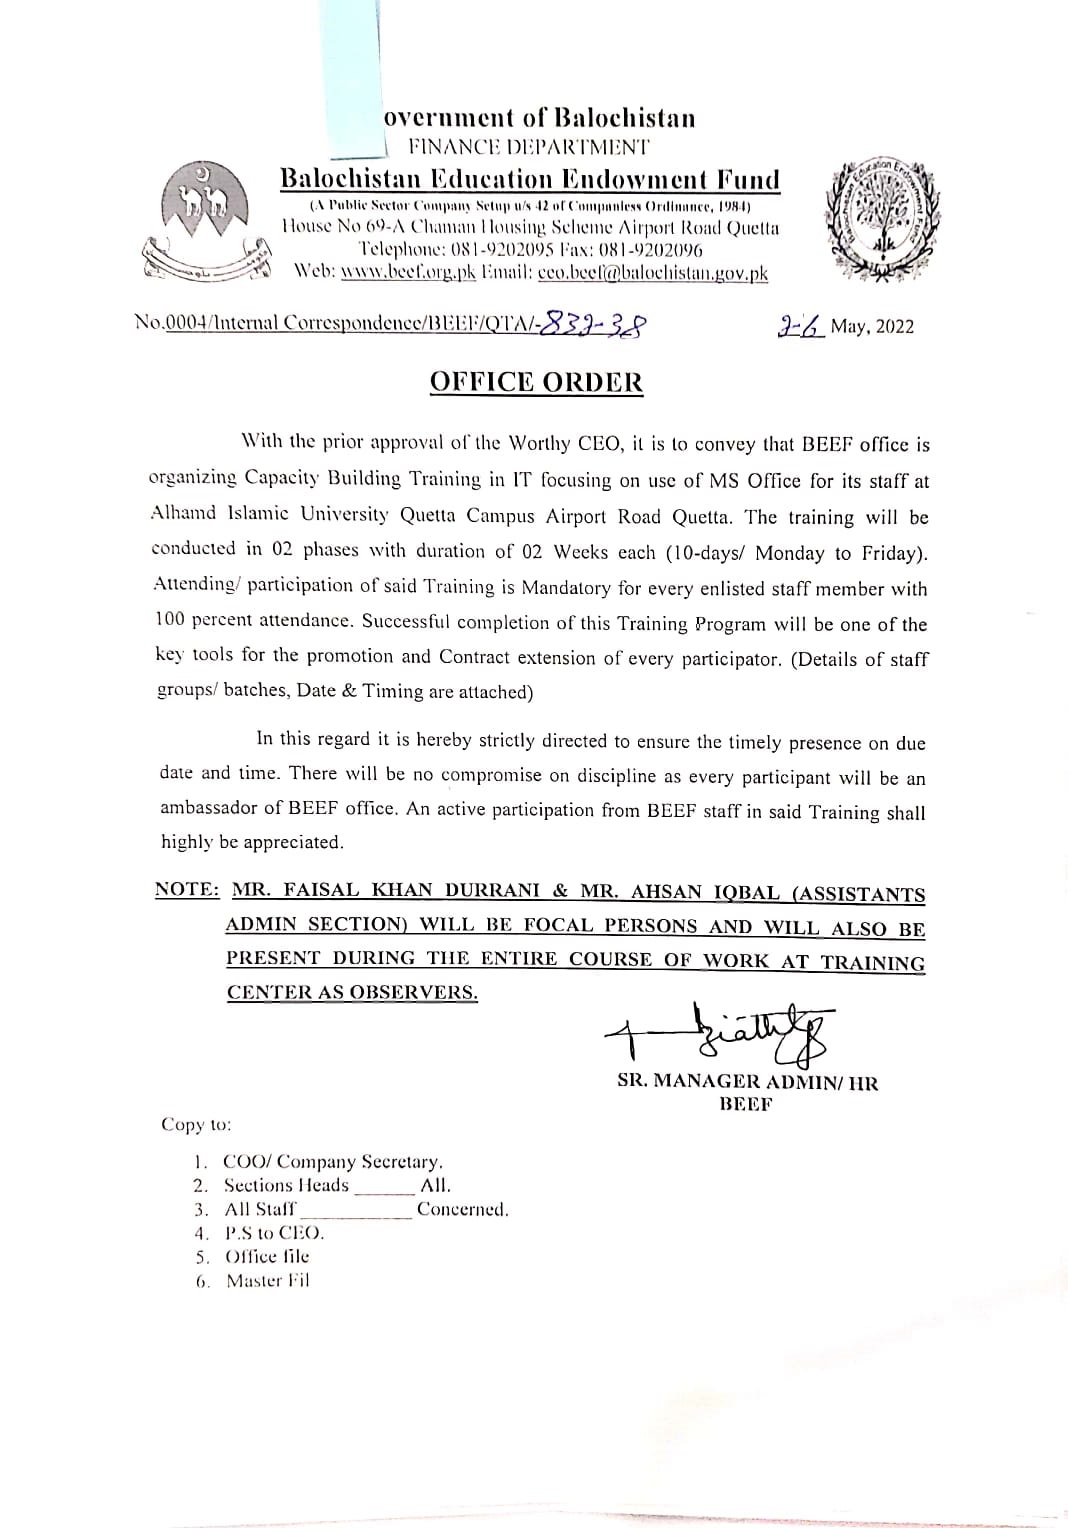 overnment of Balochistan
FINANCE DEPARTMENT
Balochistan Education Endowment Fund
(A Public Sector Company Setup u/s 42 of Companless Ordinance, 1984)
House No 69-A Chaman Housing Scheme Airport Road Quetta
Telephone: 081-9202095 Fax: 081-9202096
Web: www.beef.org.pk Email: ceo.beef@balochistan.gov.pk
No.0004/Internal Correspondence/BEEF/QTA/-832-38
26 May, 2022
OFFICE ORDER
With the prior approval of the Worthy CEO, it is to convey that BEEF office is
organizing Capacity Building Training in IT focusing on use of MS Office for its staff at
Alhamd Islamic University Quetta Campus Airport Road Quetta. The training will be
conducted in 02 phases with duration of 02 Weeks each (10-days/ Monday to Friday).
Attending/ participation of said Training is Mandatory for every enlisted staff member with
100 percent attendance. Successful completion of this Training Program will be one of the
key tools for the promotion and Contract extension of every participator. (Details of staff
groups/ batches, Date & Timing are attached)
In this regard it is hereby strictly directed to ensure the timely presence on due
date and time. There will be no compromise on discipline as every participant will be an
ambassador of BEEF office. An active participation from BEEF staff in said Training shall
highly be appreciated.
NOTE: MR. FAISAL KHAN DURRANI & MR. AHSAN IQBAL (ASSISTANTS
ADMIN SECTION) WILL BE FOCAL PERSONS AND WILL ALSO BE
PRESENT DURING THE ENTIRE COURSE OF WORK AT TRAINING
CENTER AS OBSERVERS.
SR. MANAGER ADMIN/ HR
BEEF
Copy to:
1. COO/ Company Secretary.
2. Sections Heads ______ All.
3. All Staff ___________ Concerned.
4. P.S to CEO.
5. Office file
6. Master Fil